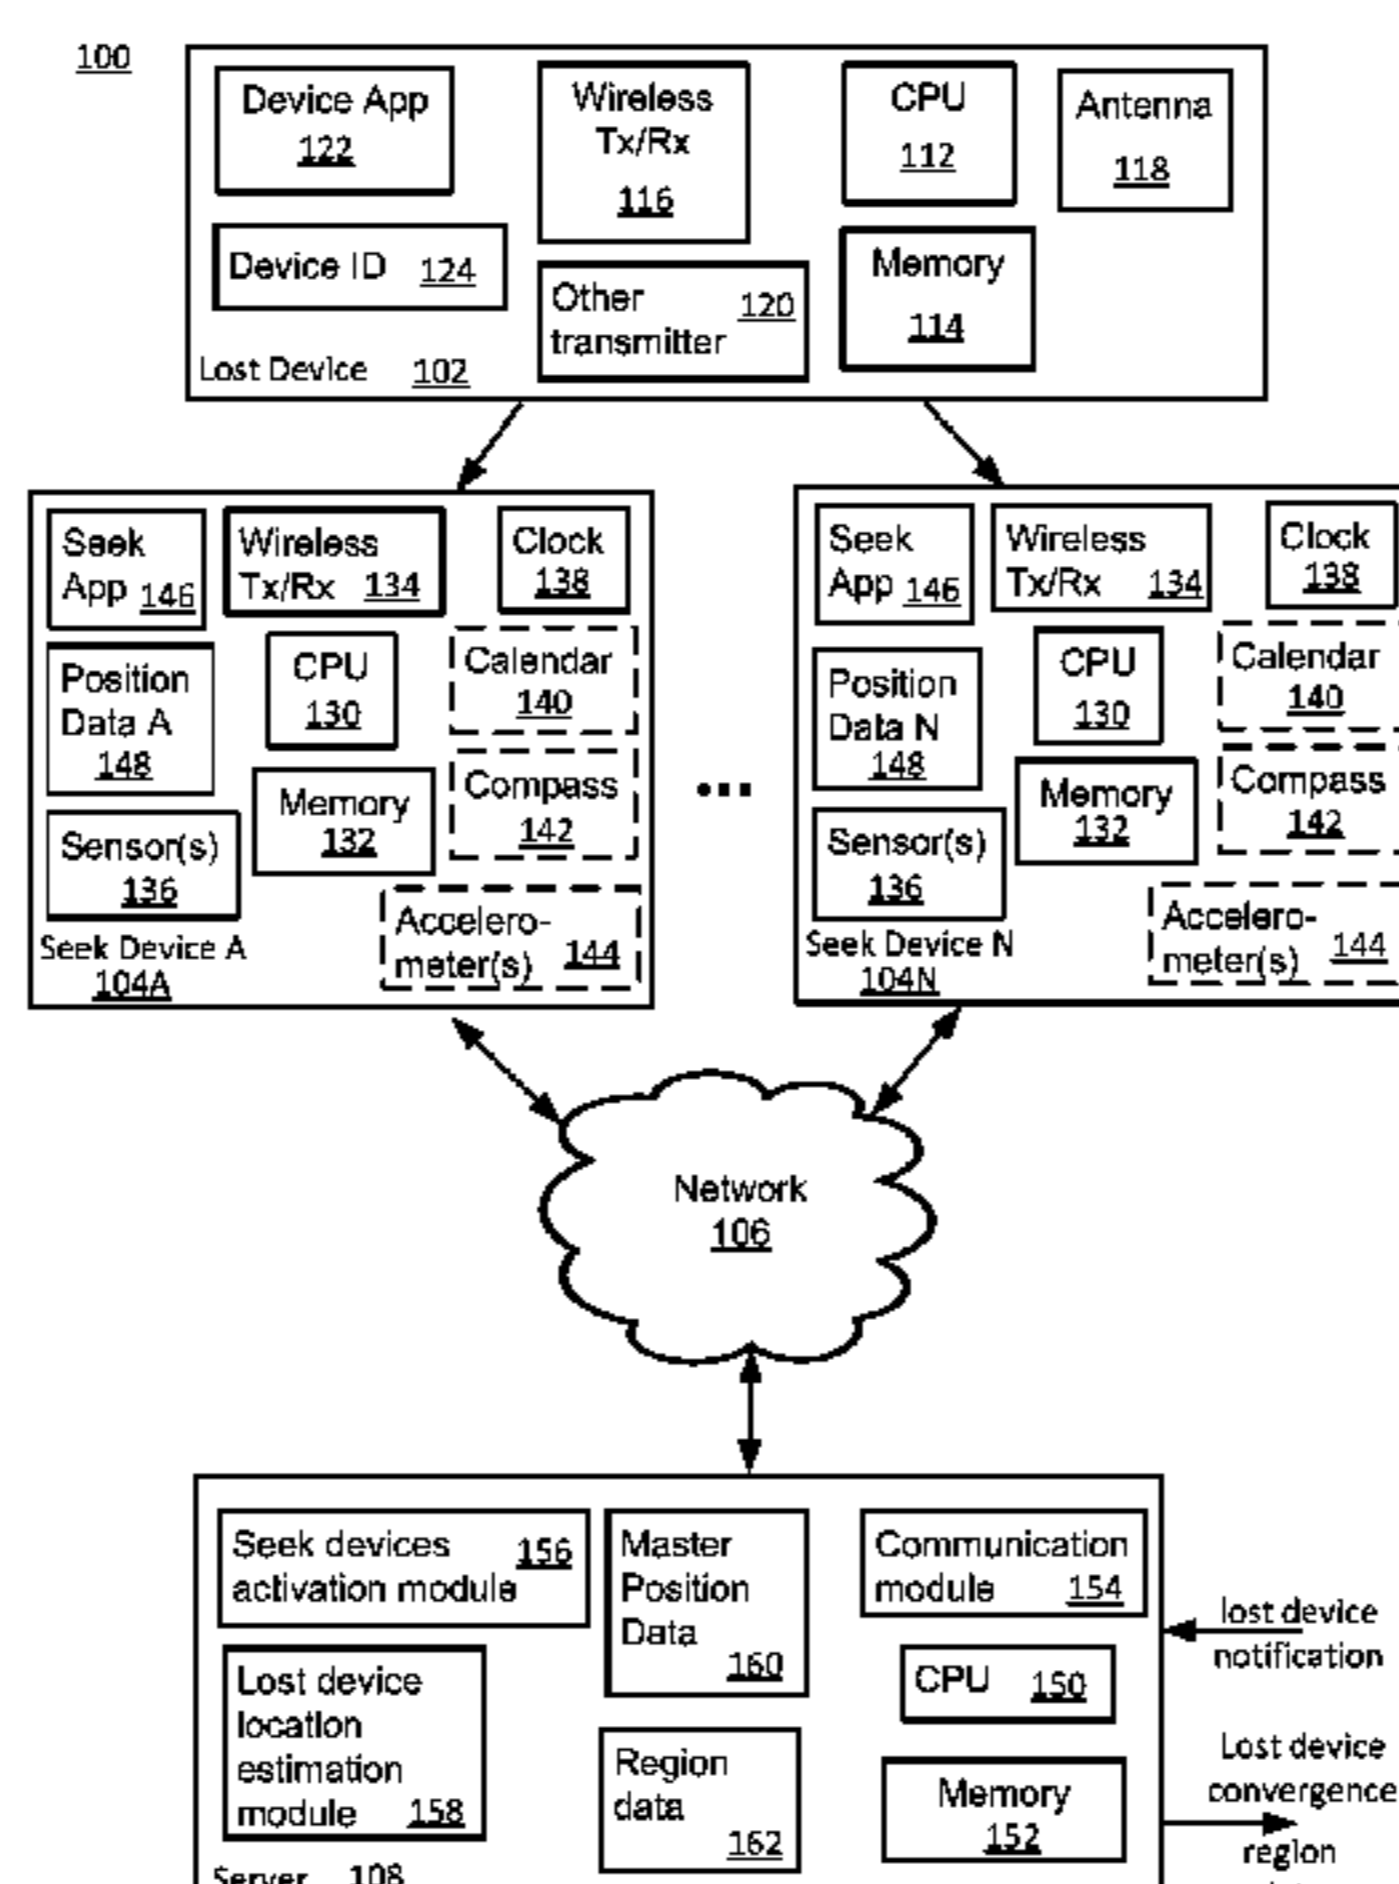 100
Device App
122
Wireless
Tx/Rx
116
CPU
112
Antenna
118
Device ID 124
Other
transmitter 120
Memory
114
Lost Device 102
Seek
App 146
Wireless
Tx/Rx 134
Clock
138
Position
Data A
148
CPU
130
Calendar
140
Memory
132
Compass
142
Sensor(s)
136
Accelero-
meter(s) 144
Seek Device A
104A
...
Seek
App 146
Wireless
Tx/Rx 134
Clock
138
Position
Data N
148
CPU
130
Calendar
140
Memory
132
Compass
142
Sensor(s)
136
Accelero-
meter(s) 144
Seek Device N
104N
Network
106
Seek devices 156
activation module
Master
Position
Data
160
Communication
module 154
Lost device
location
estimation
module 158
CPU 150
Region
data
162
Memory
152
Server 108
lost device
notification
Lost device
convergence
region